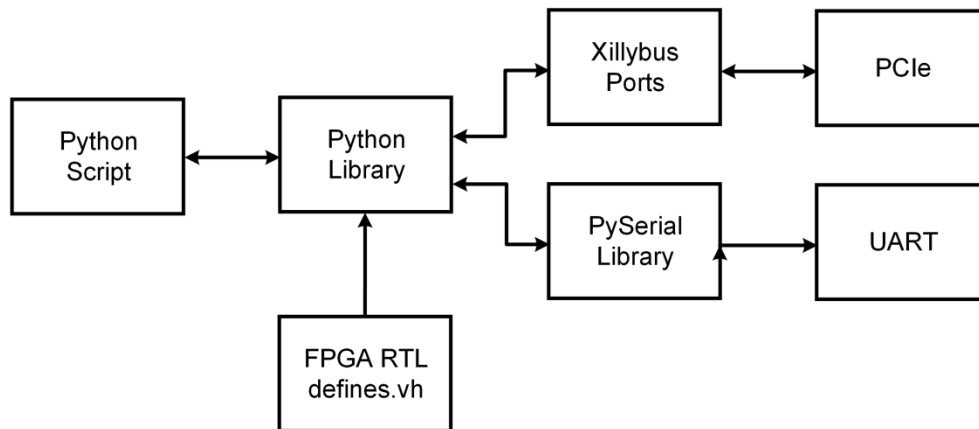 Xillybus
Ports
PCIe
Python
Script
Python
Library
PySerial
Library
UART
FPGA RTL
defines.vh